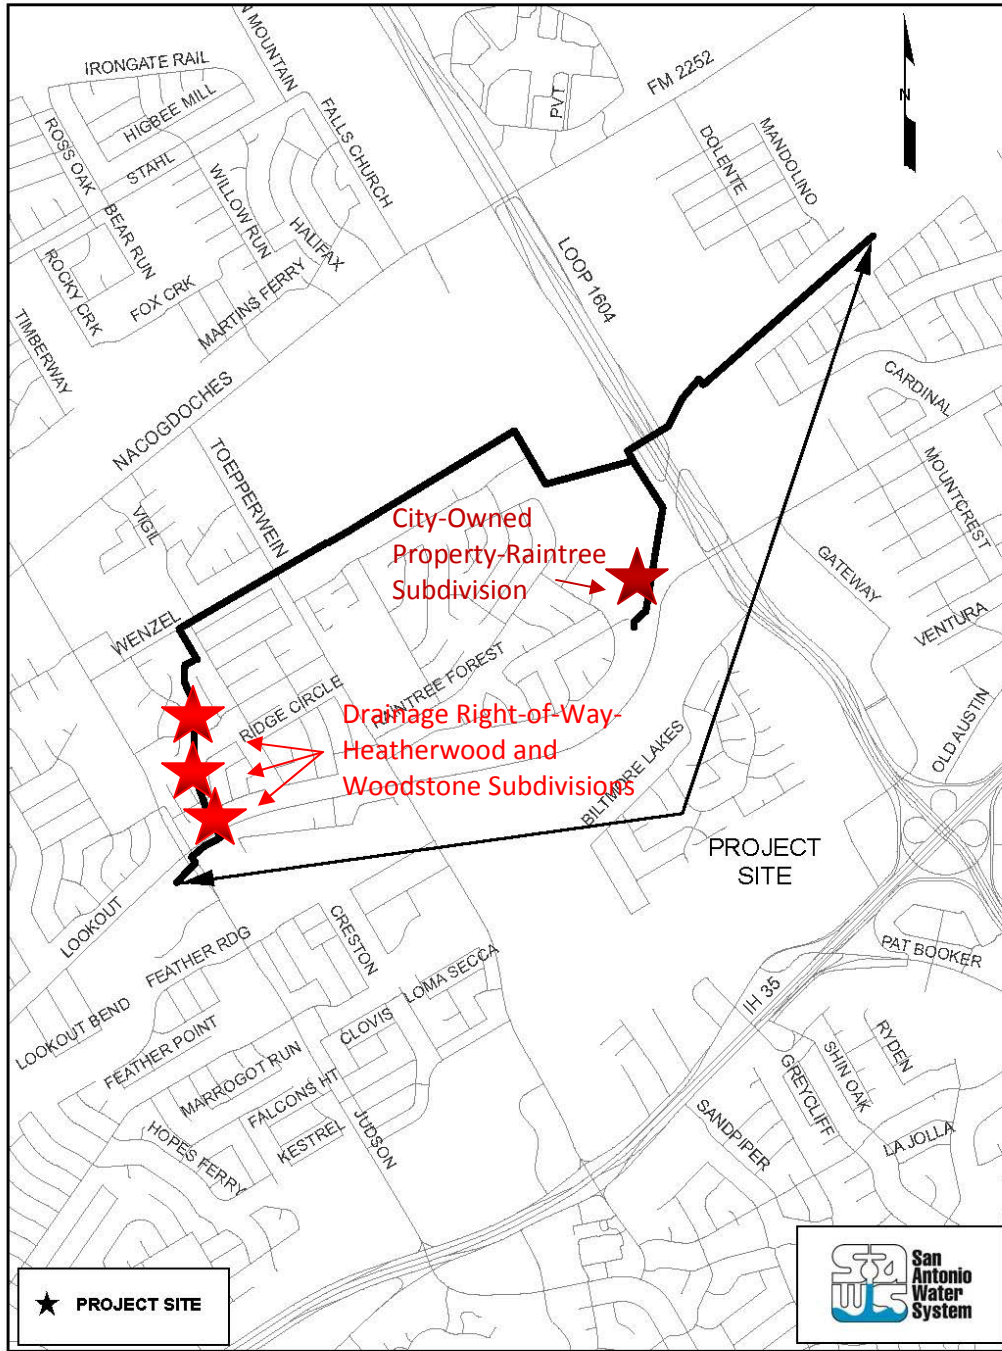 IRONGATE RAIL
N MOUNTAIN
HIGBEE MILL
FALLS CHURCH
ROSS OAK
STAHL
BEAR RUN
WILLOW RUN
HALIFAX
ROCKY CRK
FOX CRK
MARTINS FERRY
TIMBERWAY
NACOGDOCHES
PVT
FM 2252
N
DOLENTE
MANDOLINO
LOOP 1604
CARDINAL
MOUNTCREST
TOEPPERWEIN
VIGIL
WENZEL
City-Owned
Property-Raintree
Subdivision
GATEWAY
VENTURA
OLD AUSTIN
RIDGE CIRCLE
RAINTREE FOREST
Drainage Right-of-Way-
Heatherwood and
Woodstone Subdivisions
BILTMORE LAKES
PROJECT
SITE
LOOKOUT
FEATHER RDG
CRESTON
LOMA SECCA
PAT BOOKER
IH 35
LOOKOUT BEND
FEATHER POINT
MARROGOT RUN
CLOVIS
FALCONS HT
KESTREL
HOPES FERRY
JUDSON
RYDEN
SHIN OAK
GREYCLIFF
SANDPIPER
LA JOLLA
PROJECT SITE
SAWS
San
Antonio
Water
System